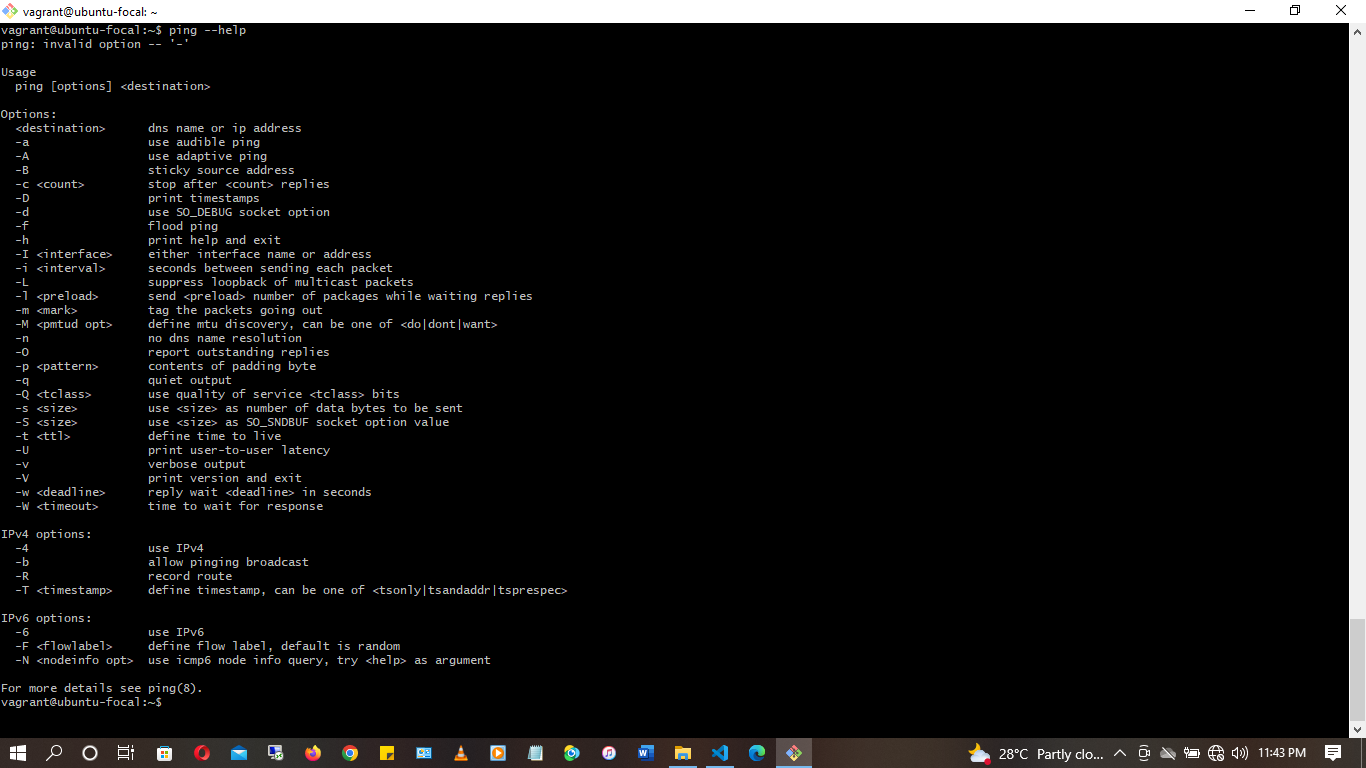 vagrant@ubuntu-focal: ~
vagrant@ubuntu-focal:~$ ping --help
ping: invalid option -- '-'

Usage
  ping [options] <destination>

Options:
  <destination>      dns name or ip address
  -a                 use audible ping
  -A                 use adaptive ping
  -B                 sticky source address
  -c <count>         stop after <count> replies
  -D                 print timestamps
  -d                 use SO_DEBUG socket option
  -f                 flood ping
  -h                 print help and exit
  -I <interface>     either interface name or address
  -i <interval>      seconds between sending each packet
  -L                 suppress loopback of multicast packets
  -l <preload>       send <preload> number of packages while waiting replies
  -m <mark>          tag the packets going out
  -M <pmtud opt>     define mtu discovery, can be one of <do|dont|want>
  -n                 no dns name resolution
  -O                 report outstanding replies
  -p <pattern>       contents of padding byte
  -q                 quiet output
  -Q <tclass>        use quality of service <tclass> bits
  -s <size>          use <size> as number of data bytes to be sent
  -S <size>          use <size> as SO_SNDBUF socket option value
  -t <ttl>           define time to live
  -U                 print user-to-user latency
  -v                 verbose output
  -V                 print version and exit
  -w <deadline>      reply wait <deadline> in seconds
  -W <timeout>       time to wait for response

IPv4 options:
  -4                 use IPv4
  -b                 allow pinging broadcast
  -R                 record route
  -T <timestamp>     define timestamp, can be one of <tsonly|tsandaddr|tsprespec>

IPv6 options:
  -6                 use IPv6
  -F <flowlabel>     define flow label, default is random
  -N <nodeinfo opt>  use icmp6 node info query, try <help> as argument

For more details see ping(8).
vagrant@ubuntu-focal:~$
28°C Partly clo... 11:43 PM